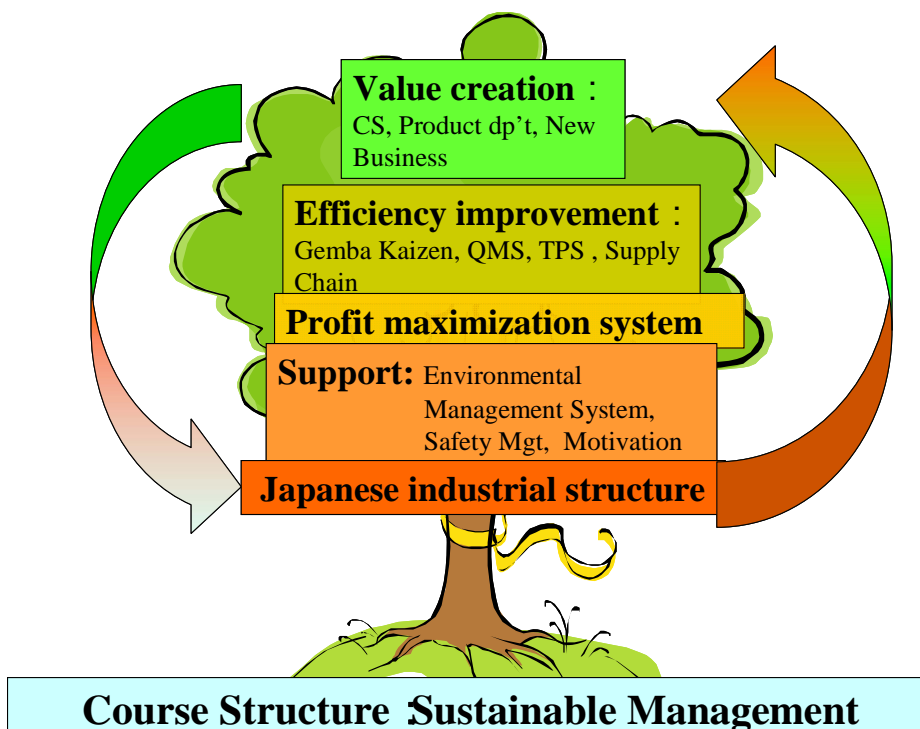 Value creation：
CS, Product dp’t, New
Business
Efficiency improvement：
Gemba Kaizen, QMS, TPS , Supply
Chain
Profit maximization system
Support: Environmental
Management System,
Safety Mgt, Motivation
Japanese industrial structure
Course Structure :Sustainable Management